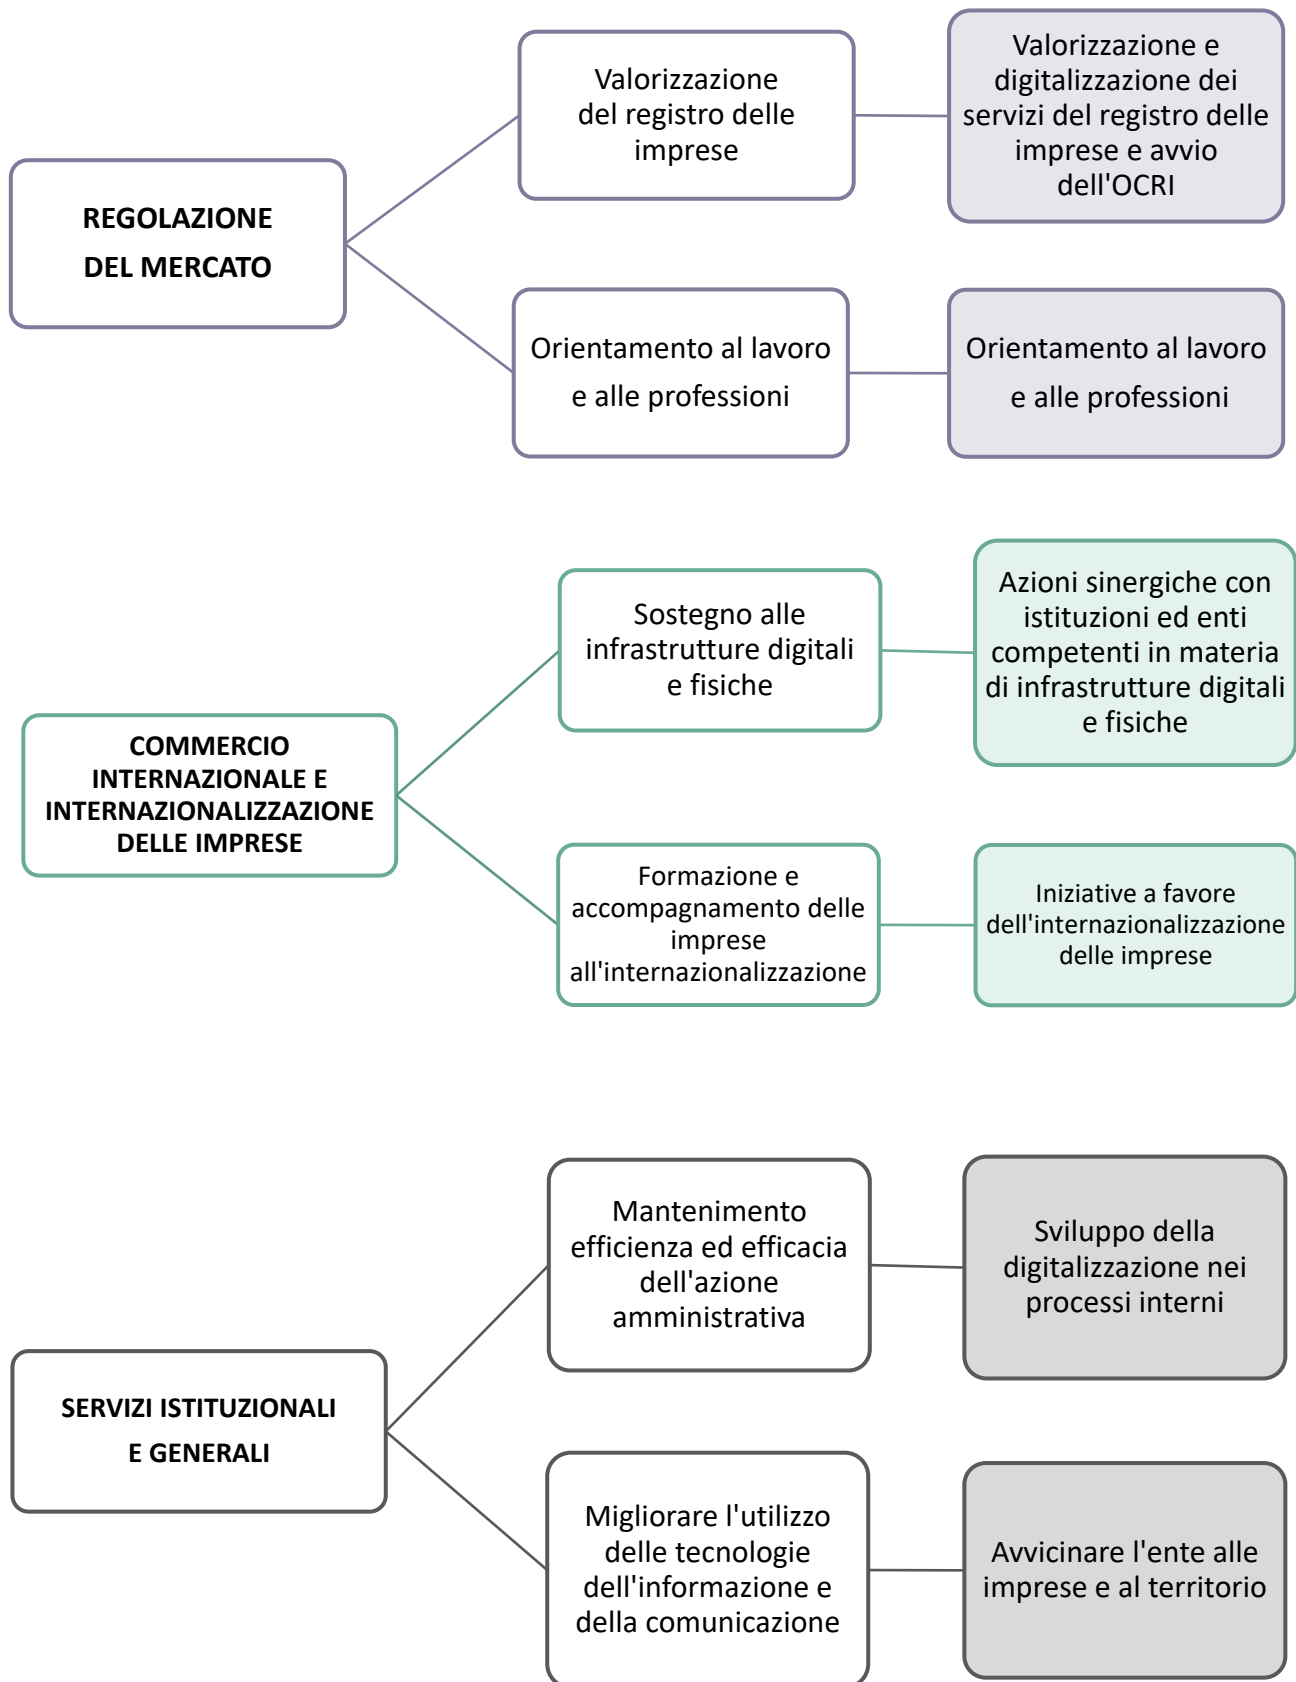 REGOLAZIONE
DEL MERCATO
Valorizzazione
del registro delle
imprese
Valorizzazione e
digitalizzazione dei
servizi del registro delle
imprese e avvio
dell'OCRI
Orientamento al lavoro
e alle professioni
Orientamento al lavoro
e alle professioni
COMMERCIO
INTERNAZIONALE E
INTERNAZIONALIZZAZIONE
DELLE IMPRESE
Sostegno alle
infrastrutture digitali
e fisiche
Azioni sinergiche con
istituzioni ed enti
competenti in materia
di infrastrutture digitali
e fisiche
Formazione e
accompagnamento delle
imprese
all'internazionalizzazione
Iniziative a favore
dell'internazionalizzazione
delle imprese
SERVIZI ISTITUZIONALI
E GENERALI
Mantenimento
efficienza ed efficacia
dell'azione
amministrativa
Sviluppo della
digitalizzazione nei
processi interni
Migliorare l'utilizzo
delle tecnologie
dell'informazione e
della comunicazione
Avvicinare l'ente alle
imprese e al territorio